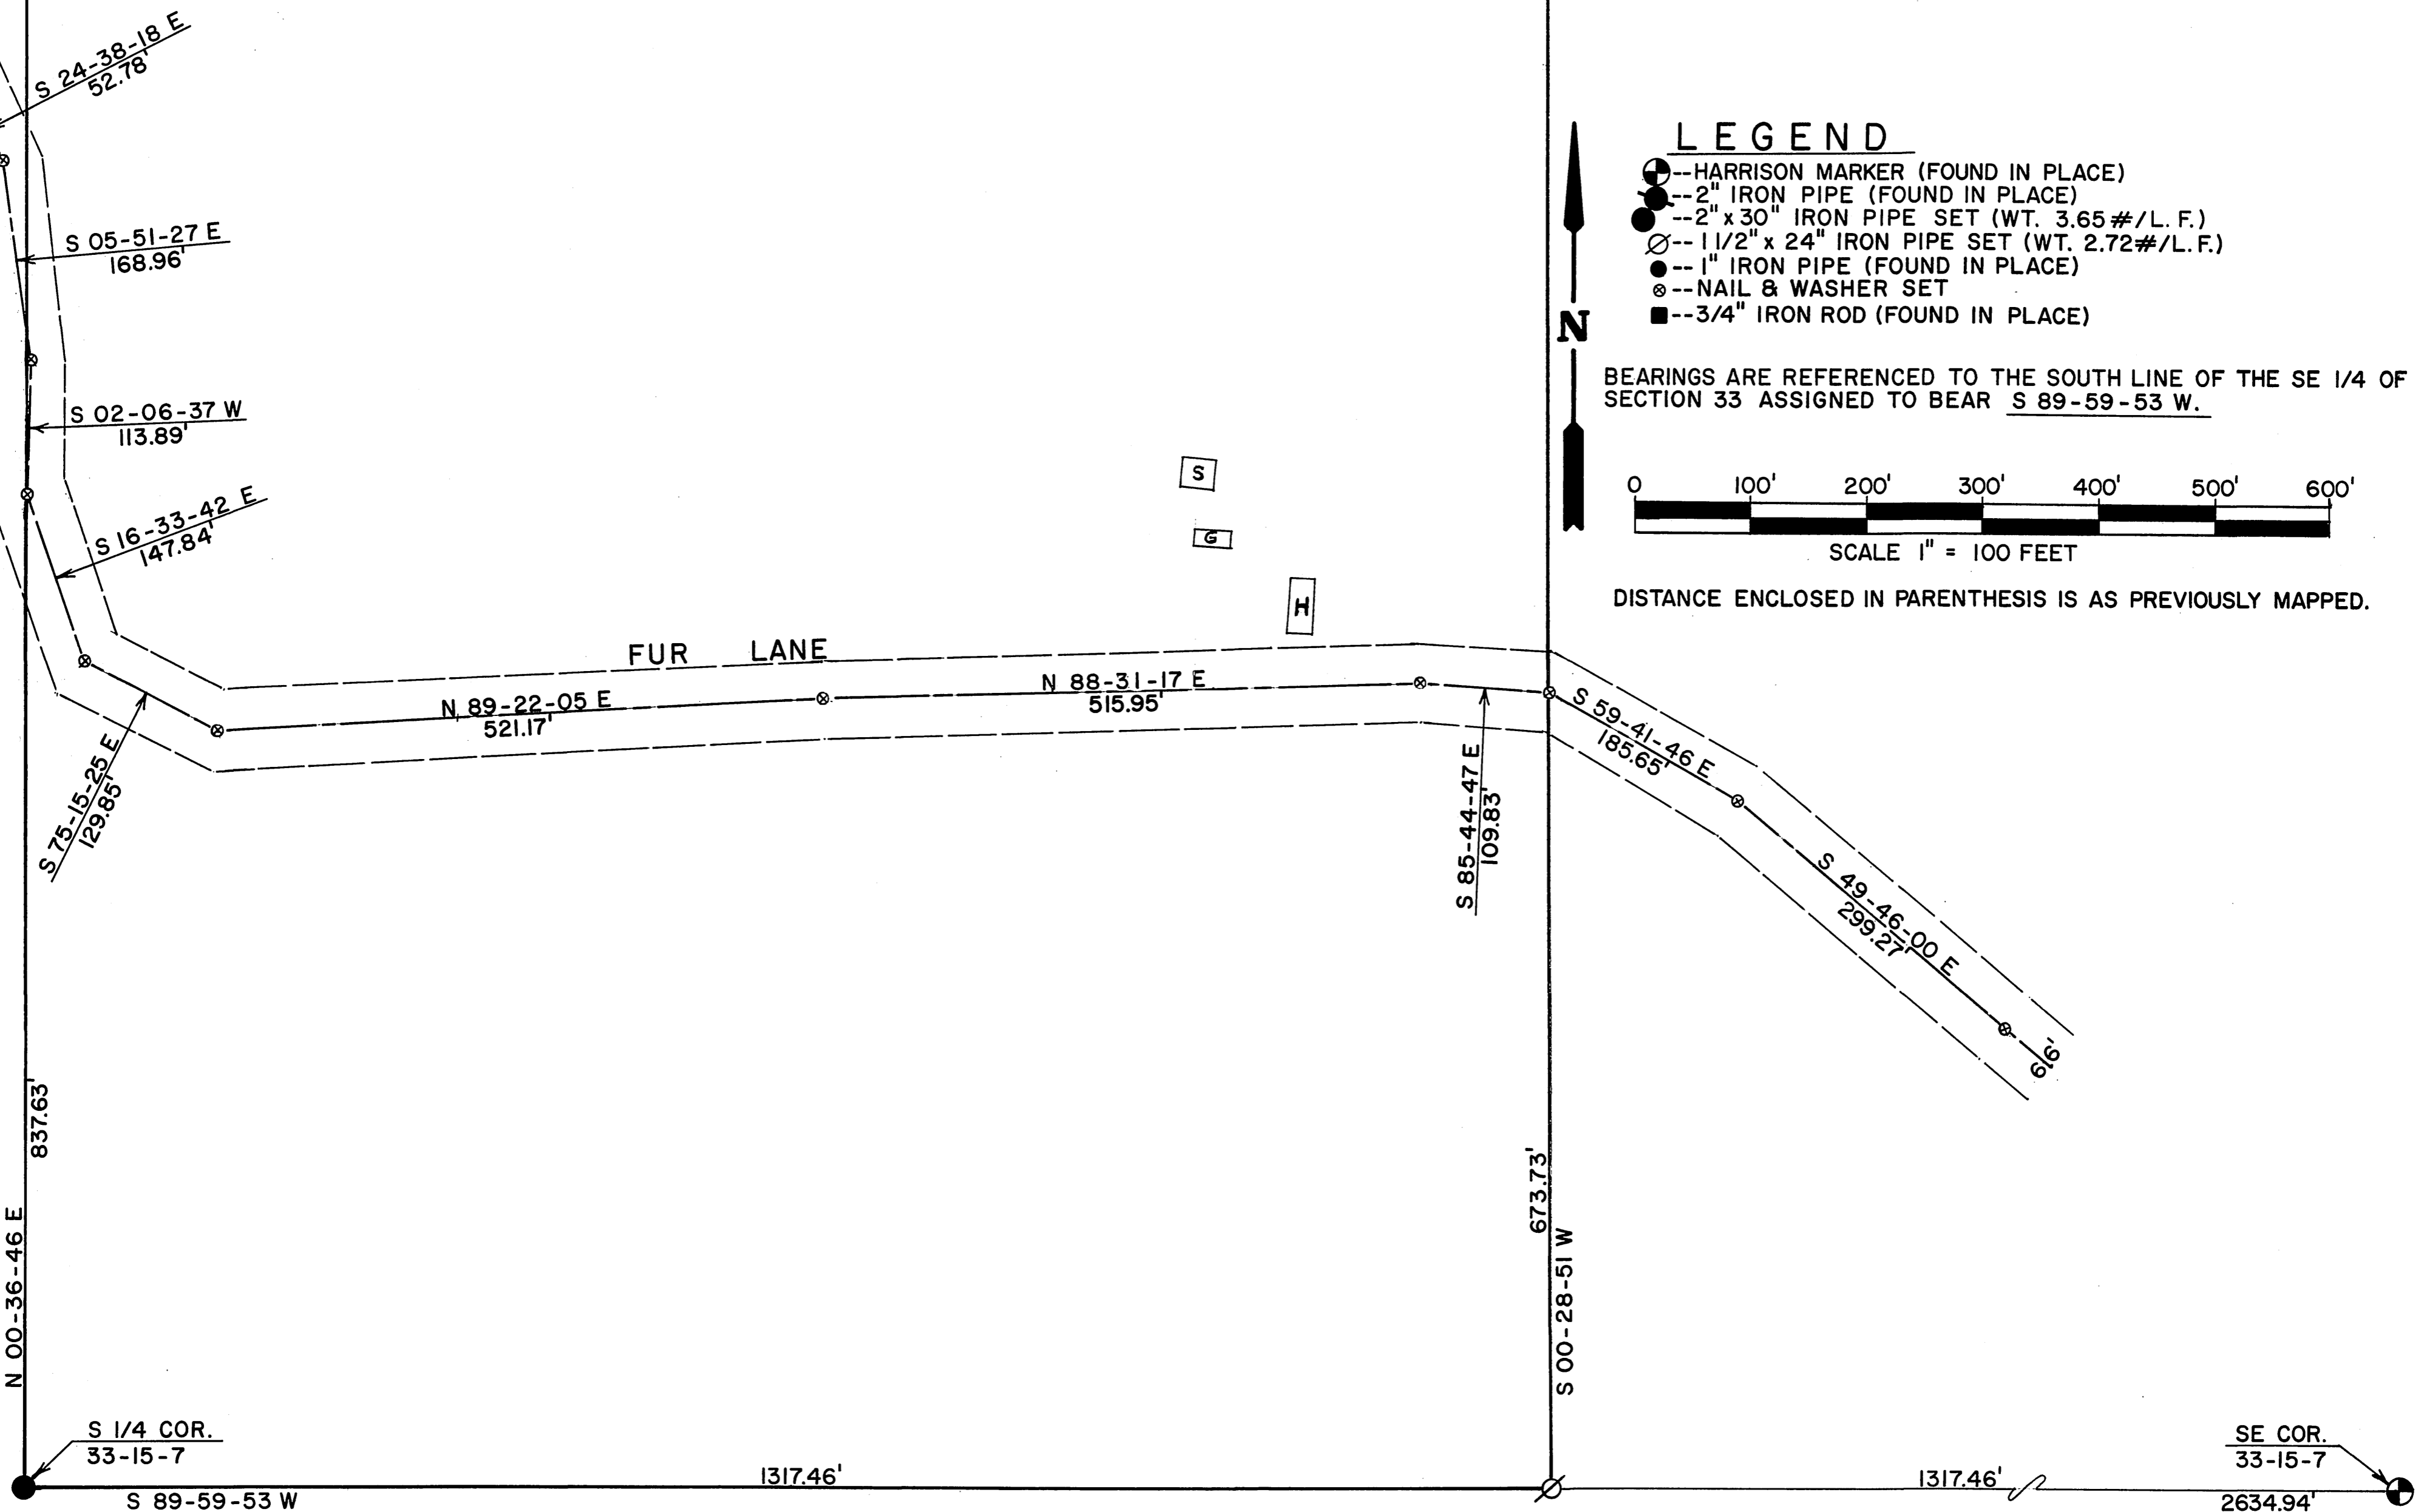 S 24-38-18 E
52.78'
S 05-51-27 E
168.96'
S 02-06-37 W
113.89'
S 16-33-42 E
147.84'
LEGEND
--HARRISON MARKER (FOUND IN PLACE)
--2" IRON PIPE (FOUND IN PLACE)
--2" x 30" IRON PIPE SET (WT. 3.65 #/L.F.)
--1 1/2" x 24" IRON PIPE SET (WT. 2.72#/L.F.)
--1" IRON PIPE (FOUND IN PLACE)
--NAIL & WASHER SET
--3/4" IRON ROD (FOUND IN PLACE)
N
BEARINGS ARE REFERENCED TO THE SOUTH LINE OF THE SE 1/4 OF
SECTION 33 ASSIGNED TO BEAR S 89-59-53 W.
0 100' 200' 300' 400' 500' 600'
SCALE 1" = 100 FEET
DISTANCE ENCLOSED IN PARENTHESIS IS AS PREVIOUSLY MAPPED.
S
G
H
FUR LANE
N 89-22-05 E
521.17'
N 88-31-17 E
515.95'
S 75-15-25 E
129.85'
S 85-44-47 E
109.83'
S 59-41-46 E
185.65'
S 49-46-00 E
299.27'
61.9'
837.63'
N 00-36-46 E
673.73'
S 00-28-51 W
S 1/4 COR.
33-15-7
S 89-59-53 W
1317.46'
1317.46'
2634.94'
SE COR.
33-15-7